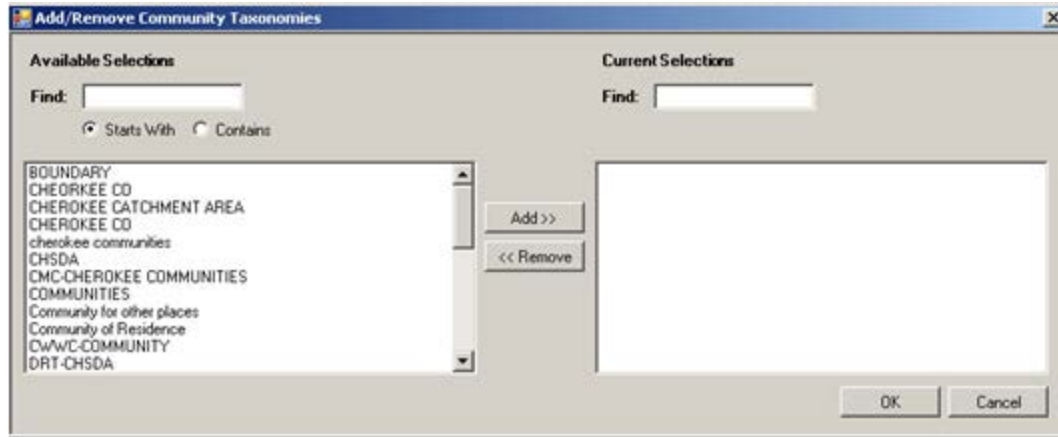 Add/Remove Community Taxonomies
Available Selections
Find:
Starts With Contains
BOUNDARY
CHEORKEE CO
CHEROKEE CATCHMENT AREA
CHEROKEE CO
cherokee communities
CHSDA
CMC-CHEROKEE COMMUNITIES
COMMUNITIES
Community for other places
Community of Residence
CWWC-COMMUNITY
DRT-CHSDA
Add >>
<< Remove
Current Selections
Find:
OK
Cancel